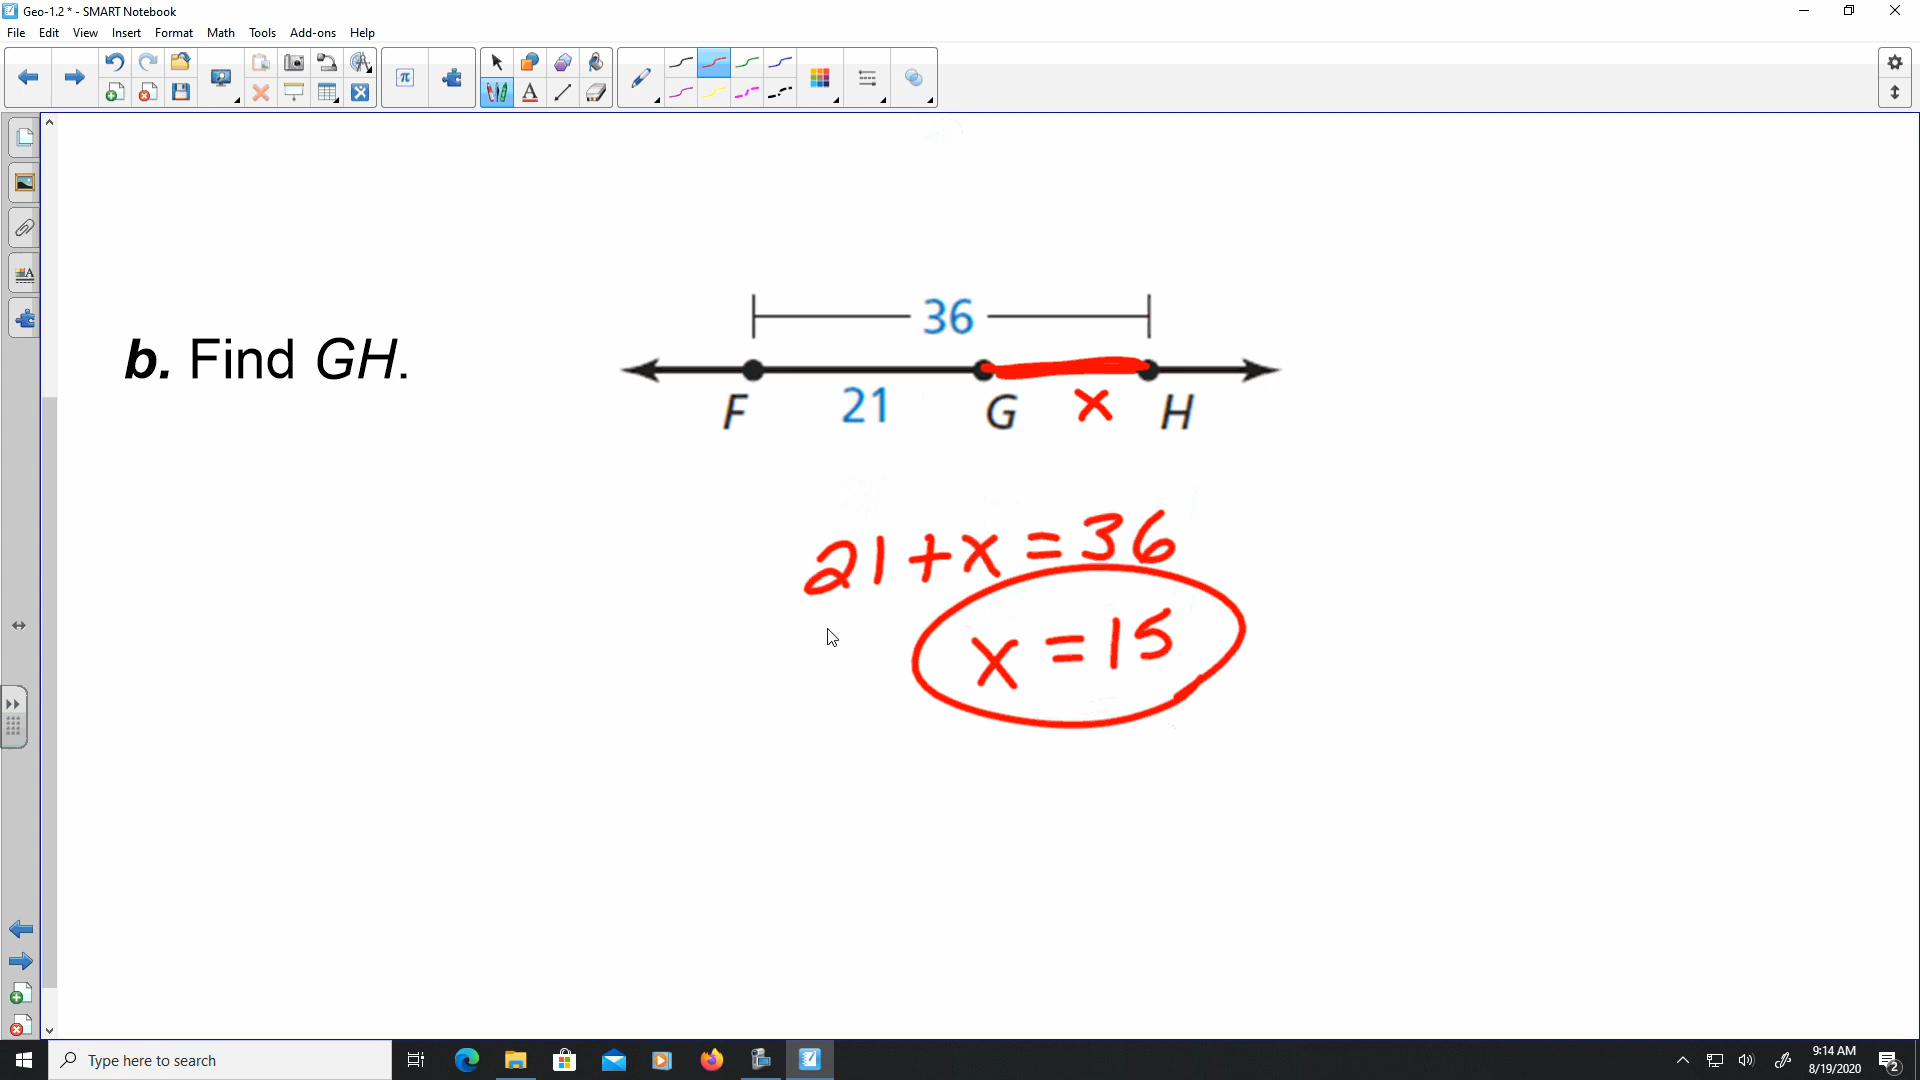 Geo-1.2 * - SMART Notebook
File Edit View Insert Format Math Tools Add-ons Help
π
A
36
b. Find GH.
F 21 G x H
21 + x = 36
x = 15
Type here to search
9:14 AM
8/19/2020
2